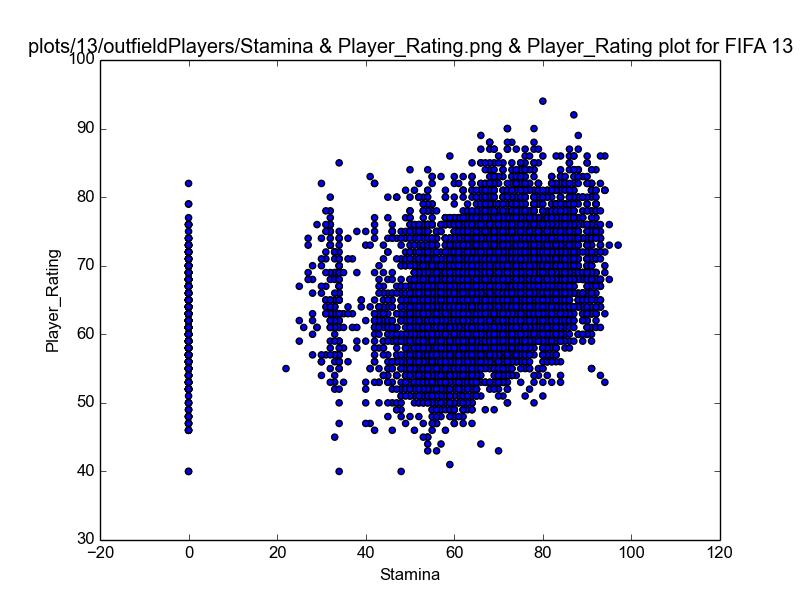 plots/13/outfieldPlayers/Stamina & Player_Rating.png & Player_Rating plot for FIFA 13
100
90
80
70
60
50
40
30
Player_Rating
−20 0 20 40 60 80 100 120
Stamina